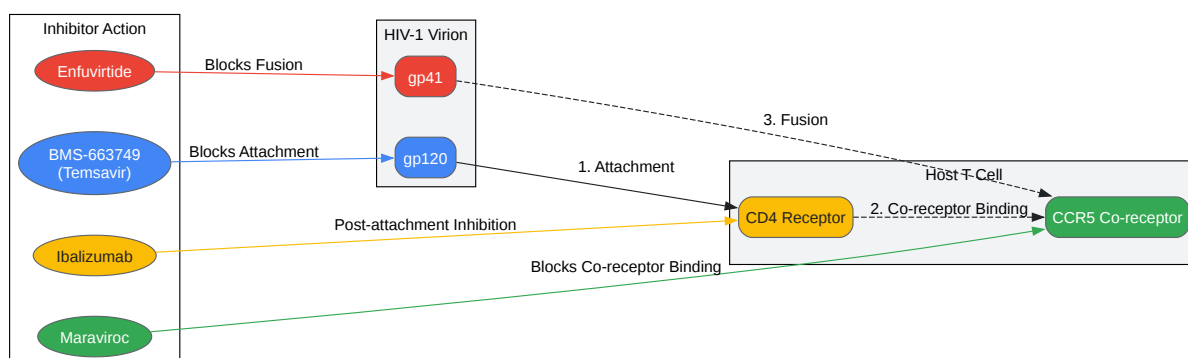 Inhibitor Action
Enfuvirtide
BMS-663749
(Temsavir)
Ibalizumab
Maraviroc
Blocks Fusion
Blocks Attachment
Post-attachment Inhibition
Blocks Co-receptor Binding
HIV-1 Virion
gp41
gp120
3. Fusion
1. Attachment
Host T Cell
CD4 Receptor
2. Co-receptor Binding
CCR5 Co-receptor